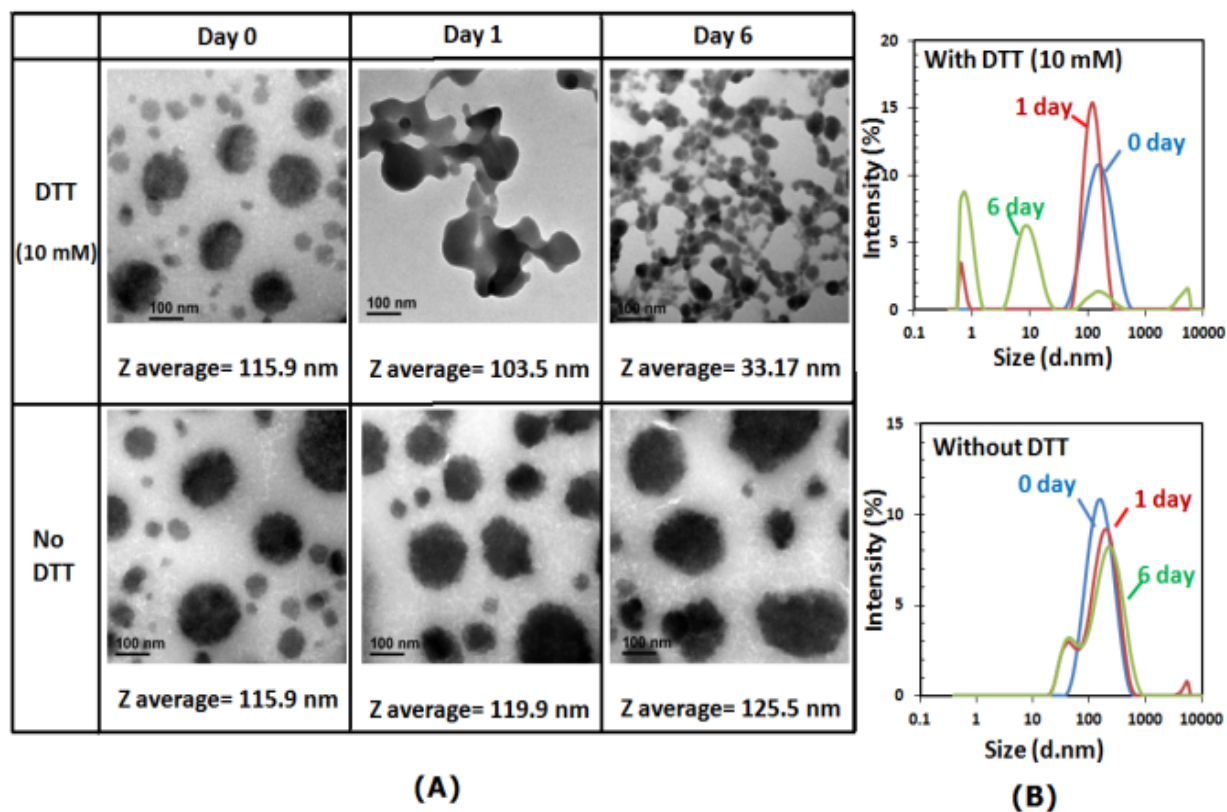 Day 0 Day 1 Day 6
DTT
(10 mM)
100 nm 100 nm 100 nm
Z average= 115.9 nm Z average= 103.5 nm Z average= 33.17 nm
No
DTT
100 nm 100 nm 100 nm
Z average= 115.9 nm Z average= 119.9 nm Z average= 125.5 nm
(A)
With DTT (10 mM)
1 day
0 day
6 day
Intensity (%)
20
15
10
5
0
0.1 1 10 100 1000 10000
Size (d.nm)
Without DTT
0 day
1 day
6 day
Intensity (%)
15
10
5
0
0.1 1 10 100 1000 10000
Size (d.nm)
(B)